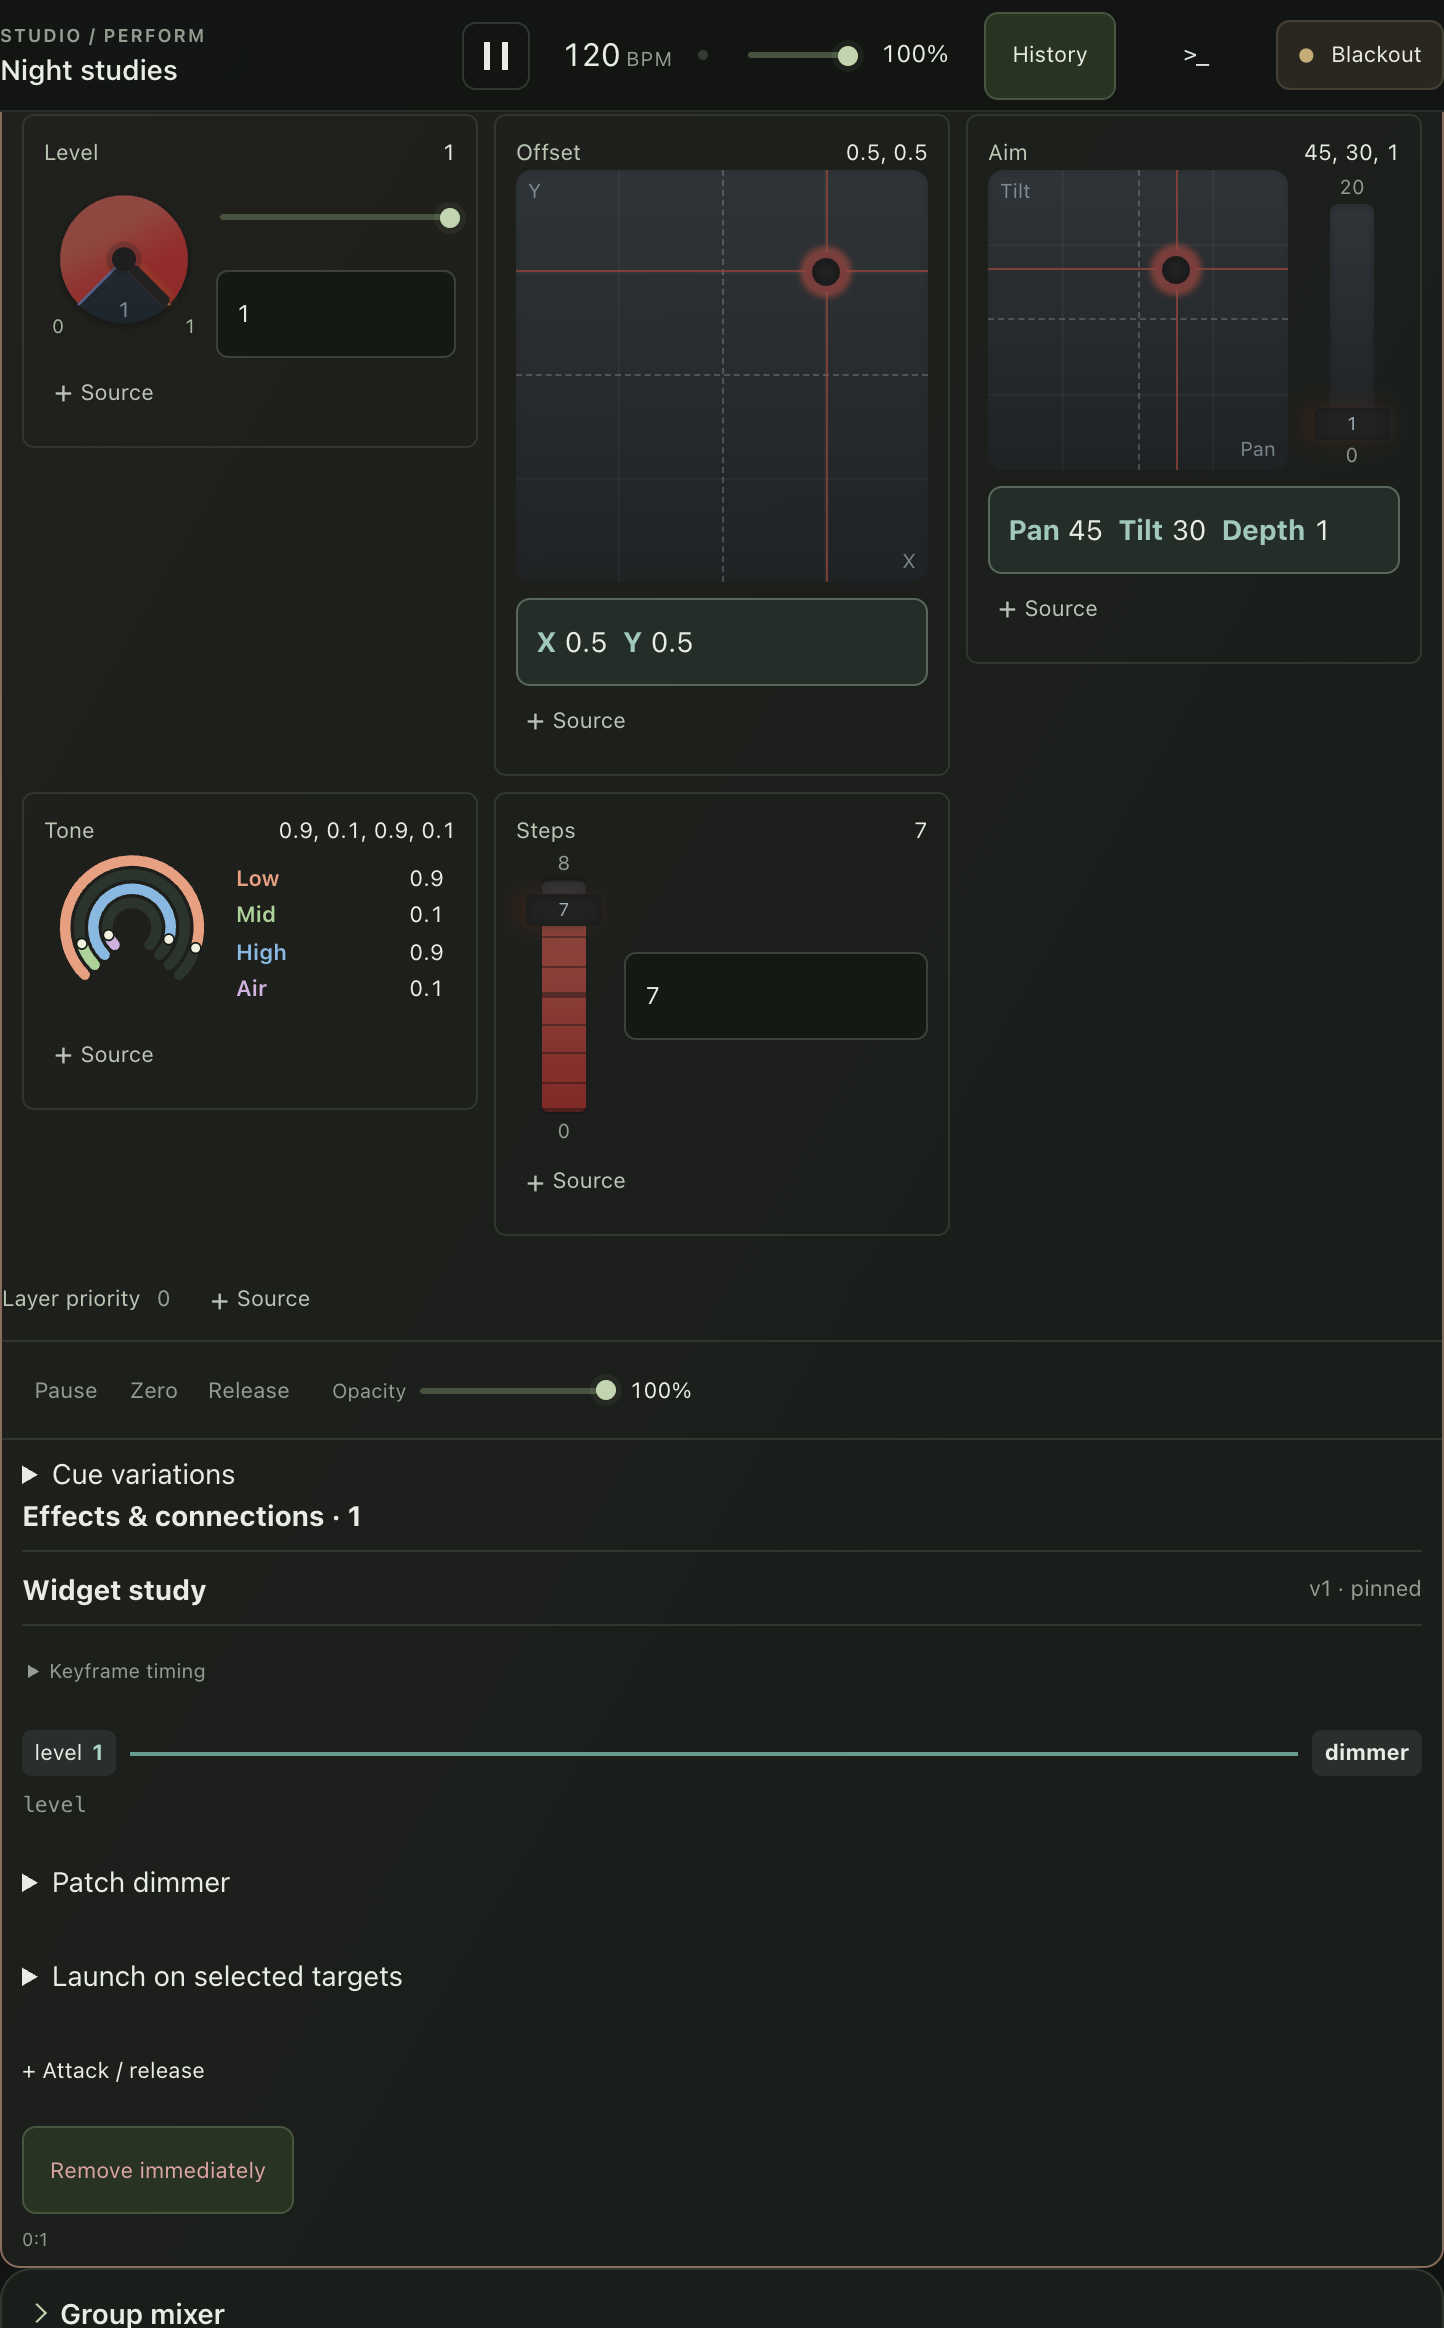 STUDIO / PERFORM
Night studies
120 BPM
100%
History
>_
Blackout
Level 1
1
0 1
1
+ Source
Offset 0.5, 0.5
Y
X
X 0.5 Y 0.5
+ Source
Aim 45, 30, 1
Tilt
Pan
20
1
0
Pan 45 Tilt 30 Depth 1
+ Source
Tone 0.9, 0.1, 0.9, 0.1
Low 0.9
Mid 0.1
High 0.9
Air 0.1
+ Source
Steps 7
8
7
7
0
+ Source
Layer priority 0 + Source
Pause Zero Release Opacity 100%
Cue variations
Effects & connections · 1
Widget study v1 · pinned
Keyframe timing
level 1 dimmer
level
Patch dimmer
Launch on selected targets
+ Attack / release
Remove immediately
0:1
Group mixer